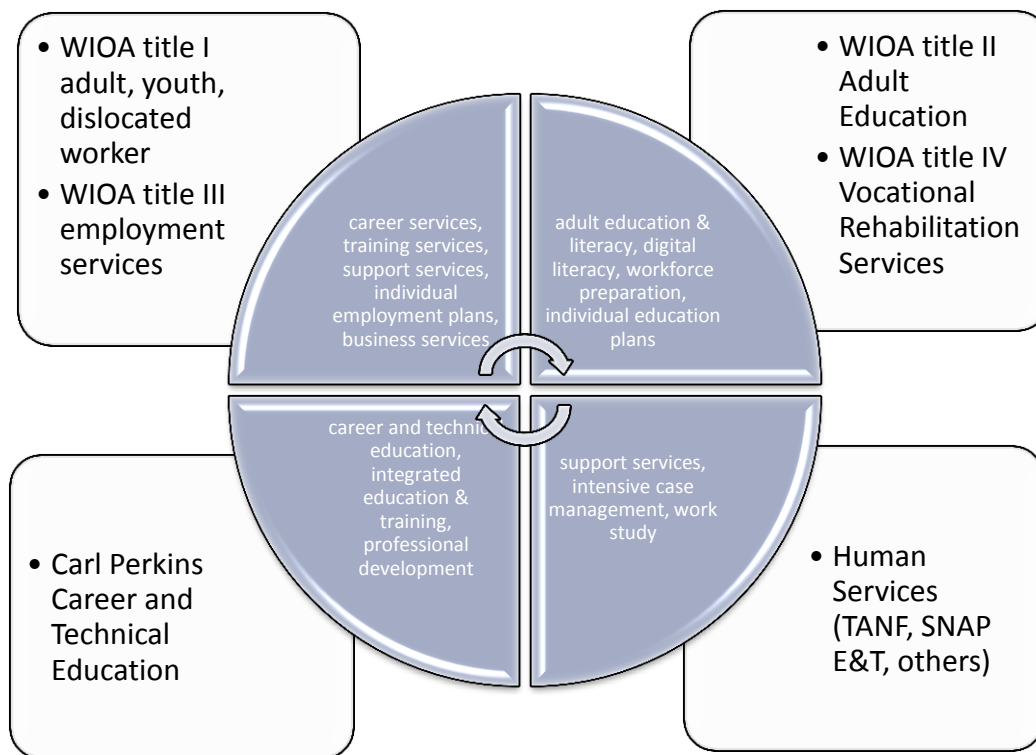 • WIOA title I
adult, youth,
dislocated
worker
• WIOA title III
employment
services
• WIOA title II
Adult
Education
• WIOA title IV
Vocational
Rehabilitation
Services
career services,
training services,
support services,
individual
employment plans,
business services
adult education &
literacy, digital
literacy, workforce
preparation,
individual education
plans
career and technic
education,
integrated
education &
training,
professional
development
support services,
intensive case
management, work
study
• Carl Perkins
Career and
Technical
Education
• Human
Services
(TANF, SNAP
E&T, others)